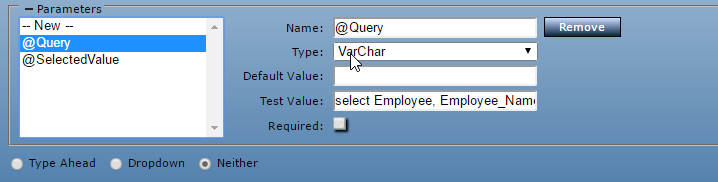 Parameters
-- New --
@Query
@SelectedValue
Name: @Query Remove
Type: VarChar
Default Value:
Test Value: select Employee, Employee_Name
Required:
Type Ahead Dropdown Neither